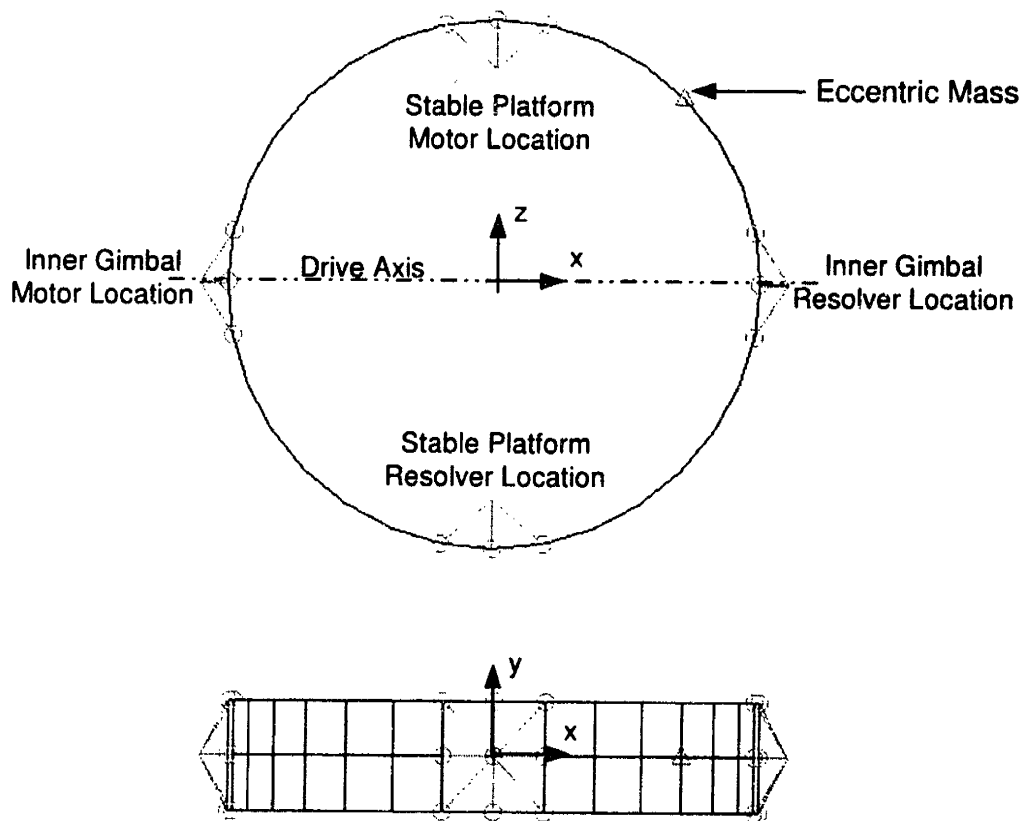 Eccentric Mass
Stable Platform
Motor Location
z
x
Inner Gimbal
Motor Location
Drive Axis
Inner Gimbal
Resolver Location
Stable Platform
Resolver Location
y
x